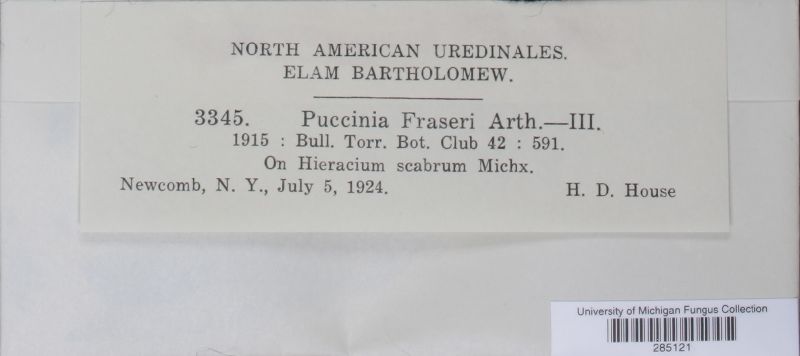 NORTH AMERICAN UREDINALES.
ELAM BARTHOLOMEW.
3345. Puccinia Fraseri Arth.—III.
1915 : Bull. Torr. Bot. Club 42 : 591.
On Hieracium scabrum Michx.
Newcomb, N. Y., July 5, 1924. H. D. House
University of Michigan Fungus Collection
285121